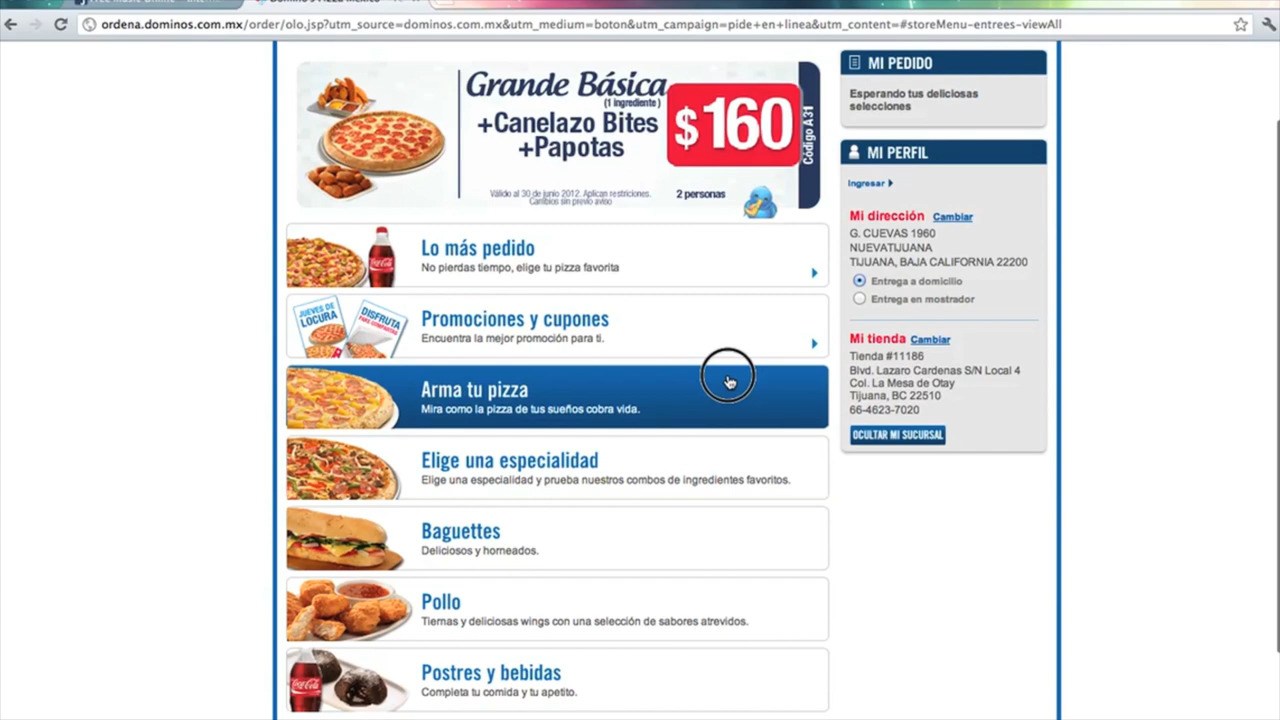 ordena.dominos.com.mx/order/olo.jsp?utm_source=dominos.com.mx&utm_medium=boton&utm_campaign=pide+en+linea&utm_content=#storeMenu-entrees-viewAll
Grande Básica
(1 ingrediente)
+Canelazo Bites
+Papotas
$160
Código A31
Válido al 30 de junio 2012. Aplican restricciones.
Cambios sin previo aviso
2 personas
Lo más pedido
No pierdas tiempo, elige tu pizza favorita
JUEVES DE
LOCURA
DISFRUTA
Promociones y cupones
Encuentra la mejor promoción para ti.
Arma tu pizza
Mira como la pizza de tus sueños cobra vida.
Elige una especialidad
Elige una especialidad y prueba nuestros combos de ingredientes favoritos.
Baguettes
Deliciosos y horneados.
Pollo
Tiernas y deliciosas wings con una selección de sabores atrevidos.
Coca-Cola
Postres y bebidas
Completa tu comida y tu apetito.
MI PEDIDO
Esperando tus deliciosas
selecciones
MI PERFIL
Ingresar
Mi dirección Cambiar
G. CUEVAS 1960
NUEVATIJUANA
TIJUANA, BAJA CALIFORNIA 22200
Entrega a domicilio
Entrega en mostrador
Mi tienda Cambiar
Tienda #11186
Blvd. Lazaro Cardenas S/N Local 4
Col. La Mesa de Otay
Tijuana, BC 22510
66-4623-7020
OCULTAR MI SUCURSAL